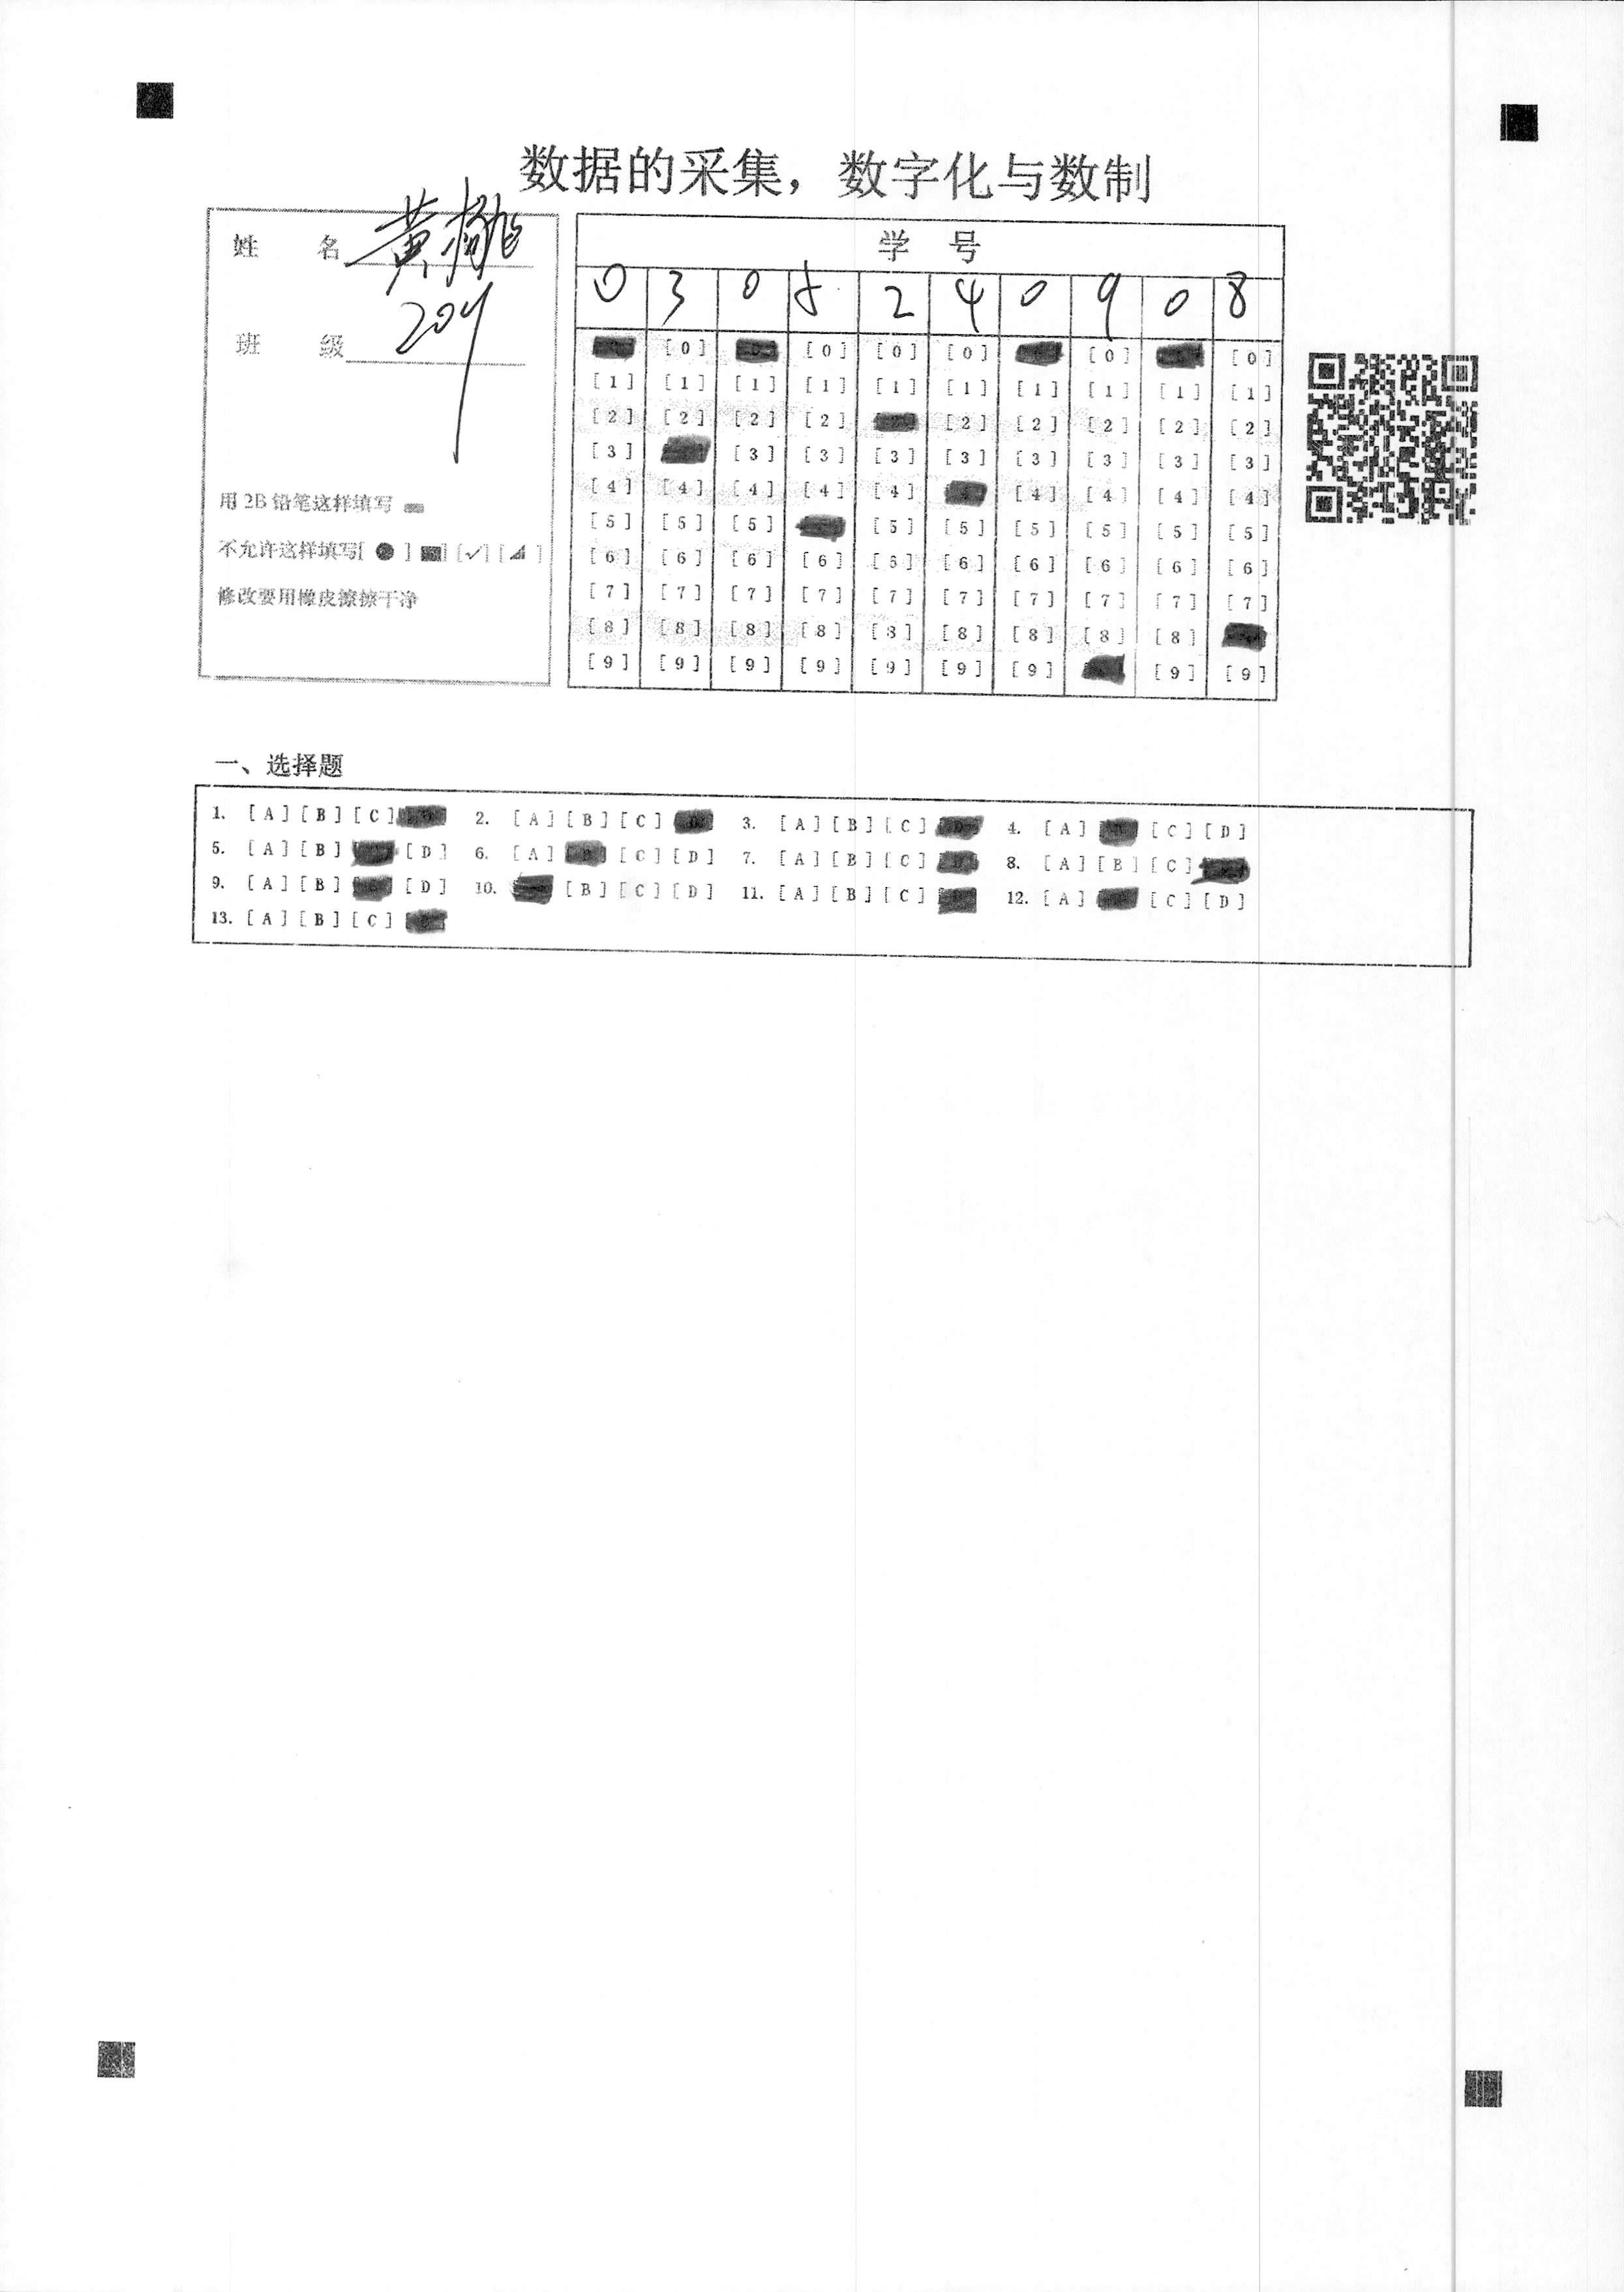 数据的采集，数字化与数制
姓 名 黄
班 级 204
用 2B 铅笔这样填写
不允许这样填写[ ● ] [■] [✓] [◢ ]
修改要用橡皮擦擦干净
学 号
0 3 0 5 2 4 0 9 0 8
[0] [0] [0] [0] [0] [0]
[1] [1] [1] [1] [1] [1] [1] [1] [1] [1]
[2] [2] [2] [2] [2] [2] [2] [2] [2] [2]
[3] [3] [3] [3] [3] [3] [3] [3] [3]
[4] [4] [4] [4] [4] [4] [4] [4] [4]
[5] [5] [5] [5] [5] [5] [5] [5] [5]
[6] [6] [6] [6] [6] [6] [6] [6] [6] [6]
[7] [7] [7] [7] [7] [7] [7] [7] [7] [7]
[8] [8] [8] [8] [8] [8] [8] [8] [8]
[9] [9] [9] [9] [9] [9] [9] [9] [9]
一、选择题
1. [A] [B] [C] 2. [A] [B] [C] [D] 3. [A] [B] [C] [D] 4. [A] [C] [D]
5. [A] [B] [D] 6. [A] [B] [C] [D] 7. [A] [B] [C] [D] 8. [A] [B] [C]
9. [A] [B] [C] [D] 10. [B] [C] [D] 11. [A] [B] [C] 12. [A] [C] [D]
13. [A] [B] [C]